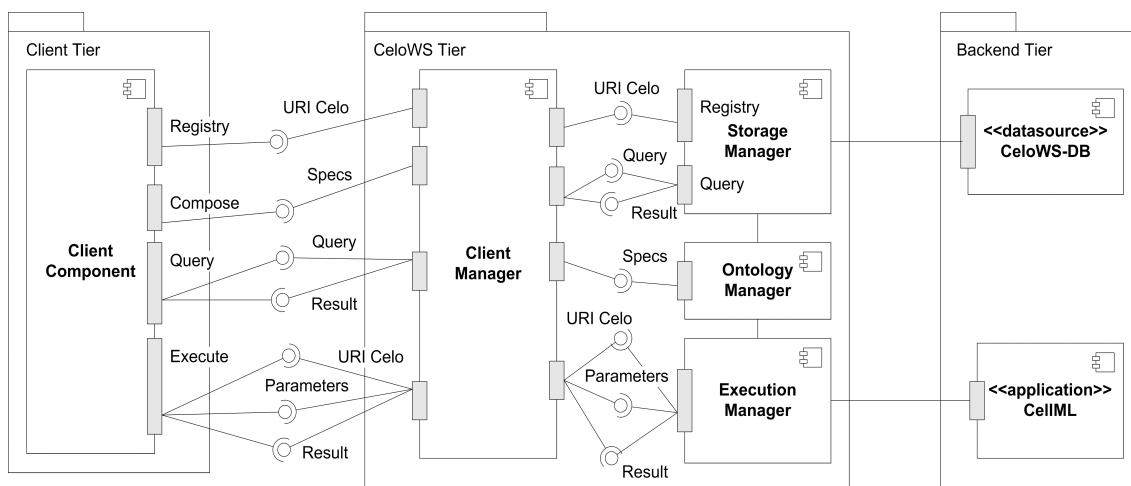 Client Tier
CeloWS Tier
Backend Tier
URI Celo
URI Celo
Registry
Registry
Storage
Manager
<<datasource>>
CeloWS-DB
Specs
Query
Compose
Query
Result
Client
Component
Query
Query
Client
Manager
Specs
Ontology
Manager
Result
URI Celo
Execute
URI Celo
Parameters
Parameters
Execution
Manager
<<application>>
CellML
Result
Result